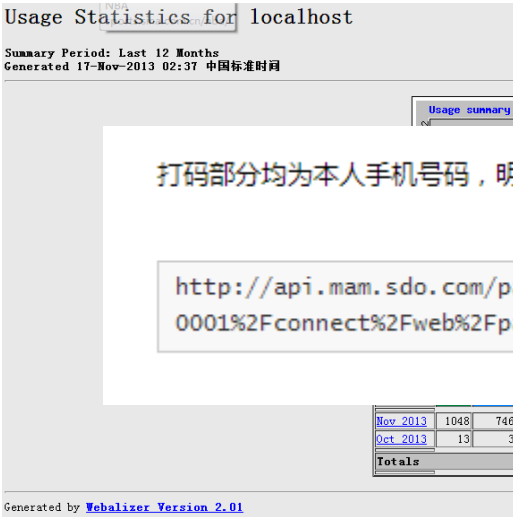 NBA
Usage Statistics for localhost
Summary Period: Last 12 Months
Generated 17-Nov-2013 02:37 中国标准时间
Usage summary
2
打码部分均为本人手机号码，明
http://api.mam.sdo.com/p
0001%2Fconnect%2Fweb%2Fp
Nov 2013 1048 746
Oct 2013 13 3
Totals
Generated by Webalizer Version 2.01